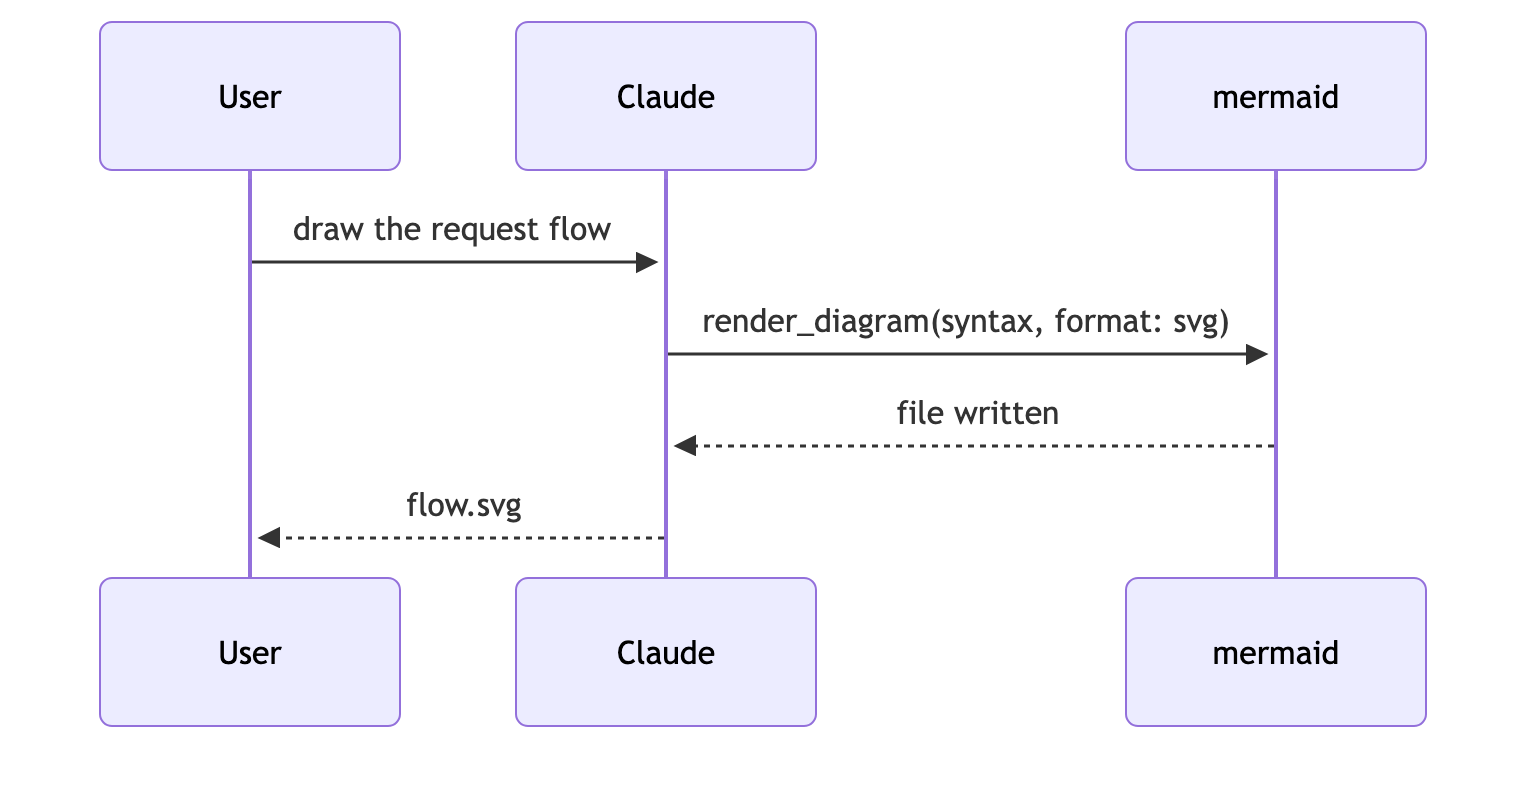 User
Claude
mermaid
draw the request flow
render_diagram(syntax, format: svg)
file written
flow.svg
User
Claude
mermaid